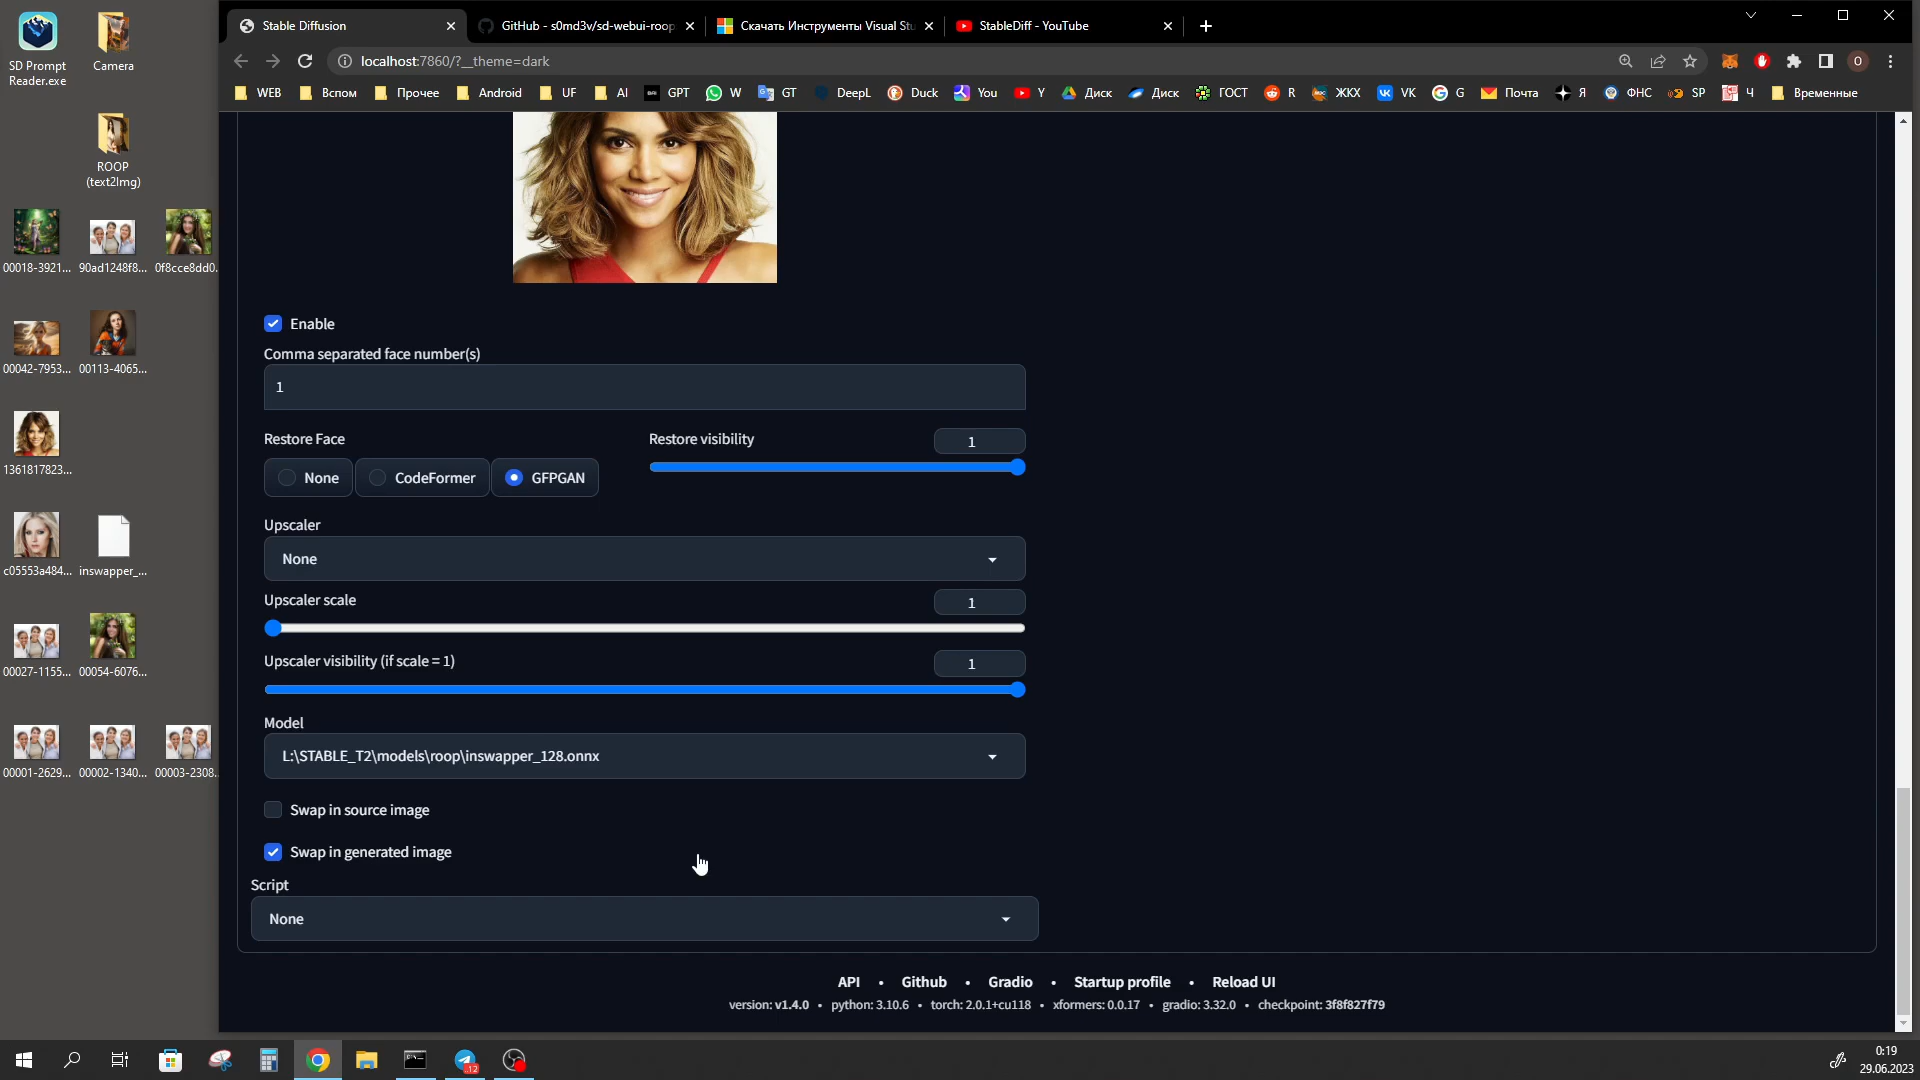 SD Prompt
Reader.exe
Camera
ROOP
(text2Img)
00018-3921...
90ad1248f8...
0f8cce8dd0.
00042-7953...
00113-4065...
1361817823...
c05553a484...
inswapper_...
00027-1155...
00054-6076...
00001-2629...
00002-1340...
00003-2308.
Stable Diffusion
GitHub - s0md3v/sd-webui-roop
Скачать Инструменты Visual Stu
StableDiff - YouTube
localhost:7860/?__theme=dark
O
WEB
Вспом
Прочее
Android
UF
AI
GPT
W
GT
DeepL
Duck
You
Y
Диск
Диск
ГОСТ
R
ЖКХ
VK
G
Почта
Я
ФНС
SP
Ч
Временные
Enable
Comma separated face number(s)
1
Restore Face
None
CodeFormer
GFPGAN
Restore visibility
1
Upscaler
None
Upscaler scale
1
Upscaler visibility (if scale = 1)
1
Model
L:\STABLE_T2\models\roop\inswapper_128.onnx
Swap in source image
Swap in generated image
Script
None
API • Github • Gradio • Startup profile • Reload UI
version: v1.4.0 • python: 3.10.6 • torch: 2.0.1+cu118 • xformers: 0.0.17 • gradio: 3.32.0 • checkpoint: 3f8f827f79
12
0:19
29.06.2023